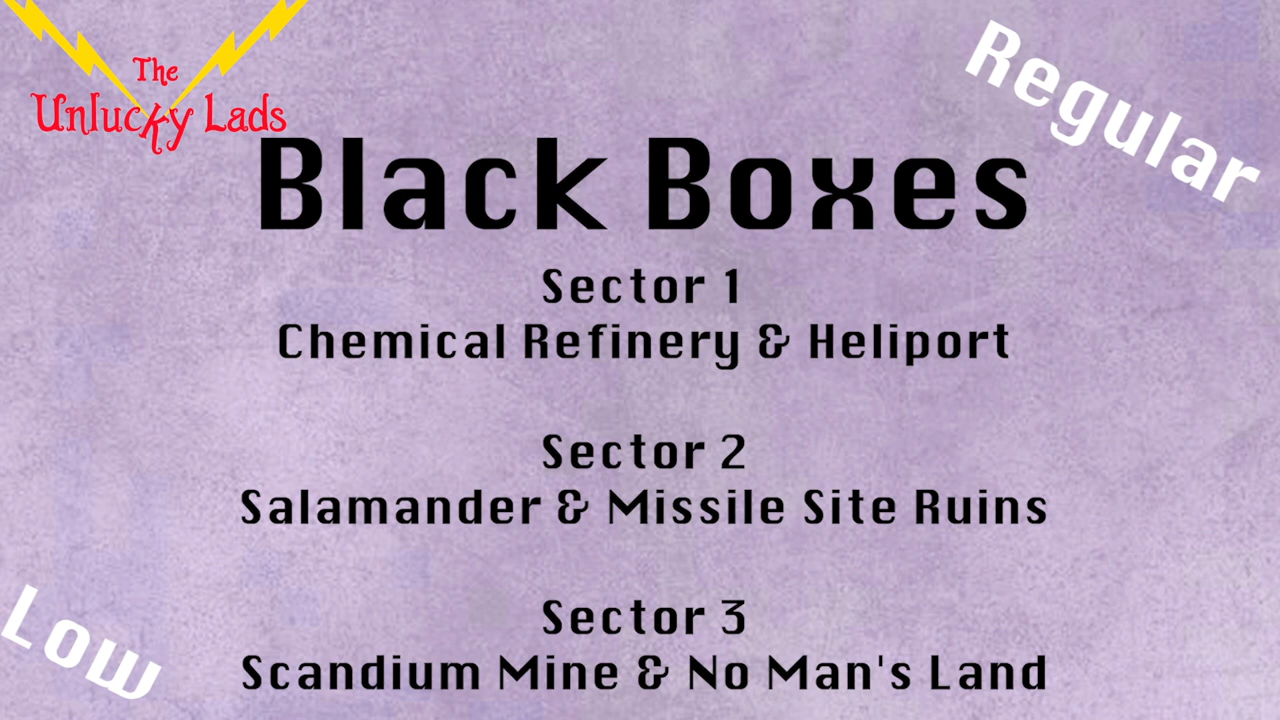 The
Unlucky Lads
Regular
Black Boxes
Sector 1
Chemical Refinery & Heliport
Sector 2
Salamander & Missile Site Ruins
Sector 3
Scandium Mine & No Man's Land
Low